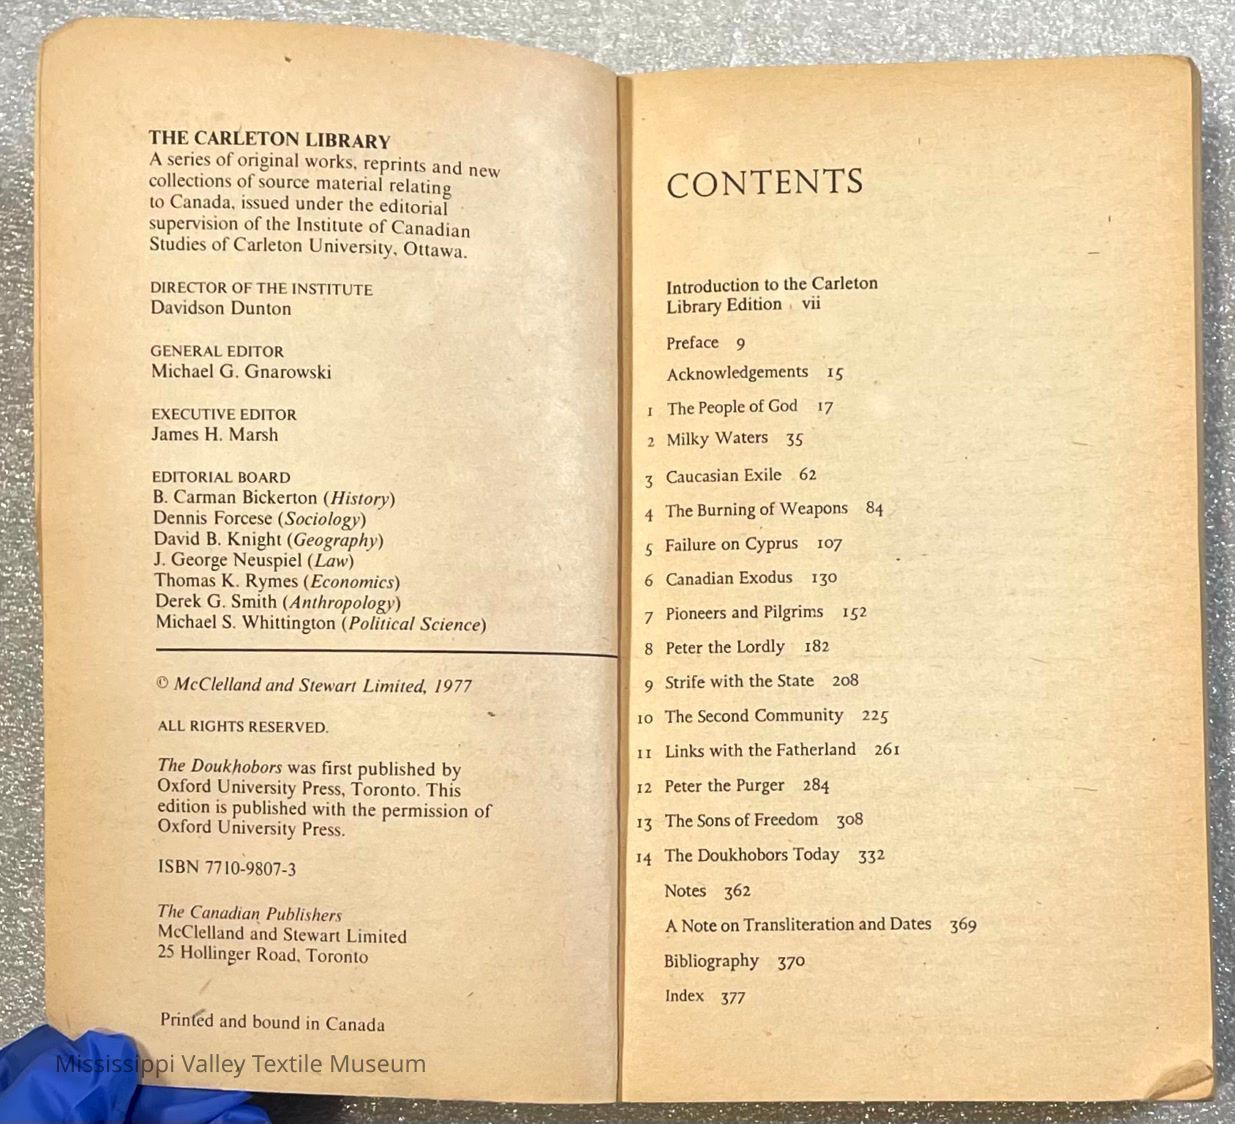 THE CARLETON LIBRARY
A series of original works, reprints and new
collections of source material relating
to Canada, issued under the editorial
supervision of the Institute of Canadian
Studies of Carleton University, Ottawa.
DIRECTOR OF THE INSTITUTE
Davidson Dunton
GENERAL EDITOR
Michael G. Gnarowski
EXECUTIVE EDITOR
James H. Marsh
EDITORIAL BOARD
B. Carman Bickerton (History)
Dennis Forcese (Sociology)
David B. Knight (Geography)
J. George Neuspiel (Law)
Thomas K. Rymes (Economics)
Derek G. Smith (Anthropology)
Michael S. Whittington (Political Science)
© McClelland and Stewart Limited, 1977
ALL RIGHTS RESERVED.
The Doukhobors was first published by
Oxford University Press, Toronto. This
edition is published with the permission of
Oxford University Press.
ISBN 7710-9807-3
The Canadian Publishers
McClelland and Stewart Limited
25 Hollinger Road, Toronto
Printed and bound in Canada
Mississippi Valley Textile Museum
CONTENTS
Introduction to the Carleton
Library Edition vii
Preface 9
Acknowledgements 15
1 The People of God 17
2 Milky Waters 35
3 Caucasian Exile 62
4 The Burning of Weapons 84
5 Failure on Cyprus 107
6 Canadian Exodus 130
7 Pioneers and Pilgrims 152
8 Peter the Lordly 182
9 Strife with the State 208
10 The Second Community 225
11 Links with the Fatherland 261
12 Peter the Purger 284
13 The Sons of Freedom 308
14 The Doukhobors Today 332
Notes 362
A Note on Transliteration and Dates 369
Bibliography 370
Index 377